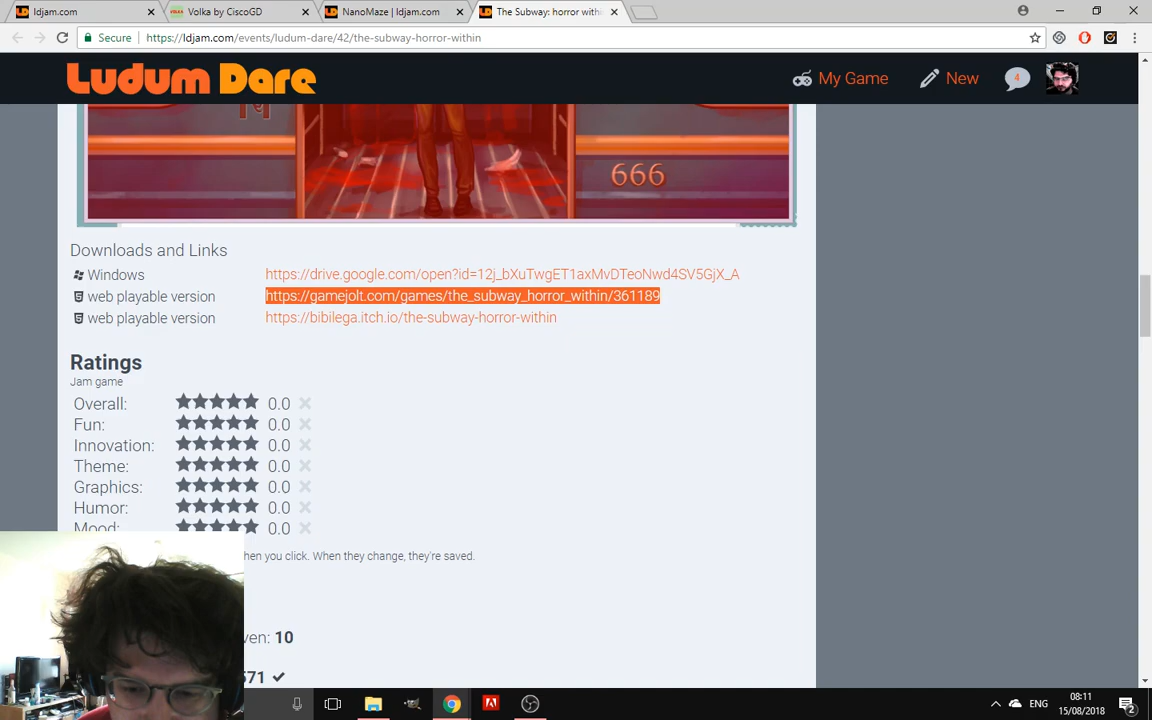 ldjam.com
Volka by CiscoGD
NanoMaze | ldjam.com
The Subway: horror with
Secure
https://ldjam.com/events/ludum-dare/42/the-subway-horror-within
Ludum Dare
My Game
New
4
666
Downloads and Links
Windows
https://drive.google.com/open?id=12j_bXuTwgET1axMvDTeoNwd4SV5GjX_A
web playable version
https://gamejolt.com/games/the_subway_horror_within/361189
web playable version
https://bibilega.itch.io/the-subway-horror-within
Ratings
Jam game
Overall: 0.0
Fun: 0.0
Innovation: 0.0
Theme: 0.0
Graphics: 0.0
Humor: 0.0
Mood: 0.0
hen you click. When they change, they're saved.
ven: 10
571
ENG
08:11
15/08/2018
2